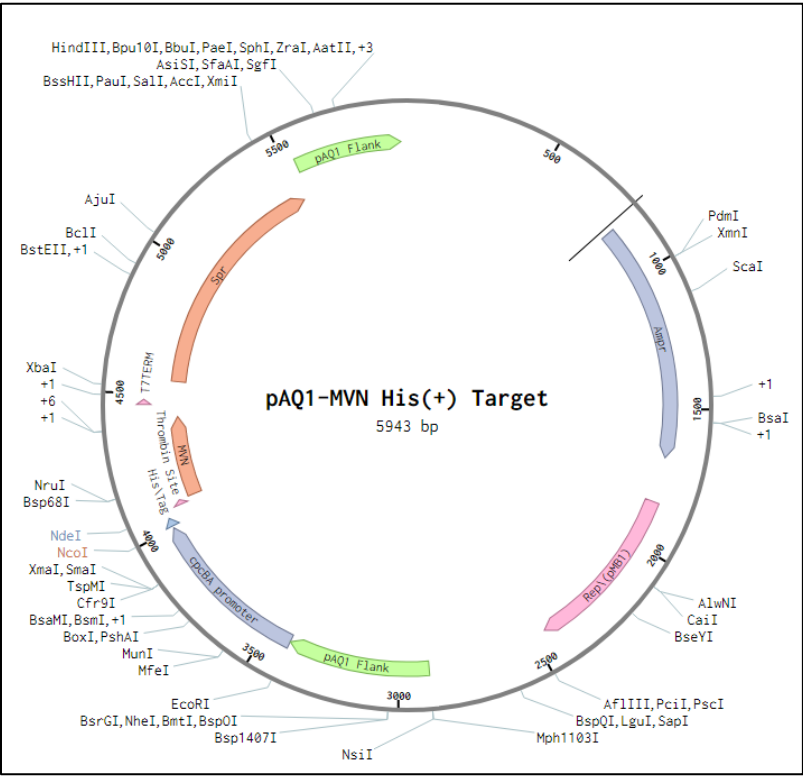 HindIII,Bpu10I,BbuI,PaeI,SphI,ZraI,AatII,+3
AsiSI,SfaAI,SgfI
BssHII,PauI,SalI,AccI,XmiI
5500
pAQ1 Flank
500
AjuI
BclI
BstEII,+1
5000
Spr
PdmI
XmnI
1000
ScaI
Ampr
XbaI
+1
+6
+1
4500
T7TERM
pAQ1-MVN His(+) Target
5943 bp
+1
1500
BsaI
+1
MVN
Thrombin Site
His\Tag
NruI
Bsp68I
NdeI
NcoI
4000
XmaI,SmaI
TspMI
Cfr9I
BsaMI,BsmI,+1
BoxI,PshAI
MunI
MfeI
cpcBA promoter
3500
pAQ1 Flank
3000
Rep\(pMB1)
2000
AlwNI
CaiI
BseYI
2500
EcoRI
BsrGI,NheI,BmtI,BspOI
Bsp1407I
NsiI
AflIII,PciI,PscI
BspQI,LguI,SapI
Mph1103I